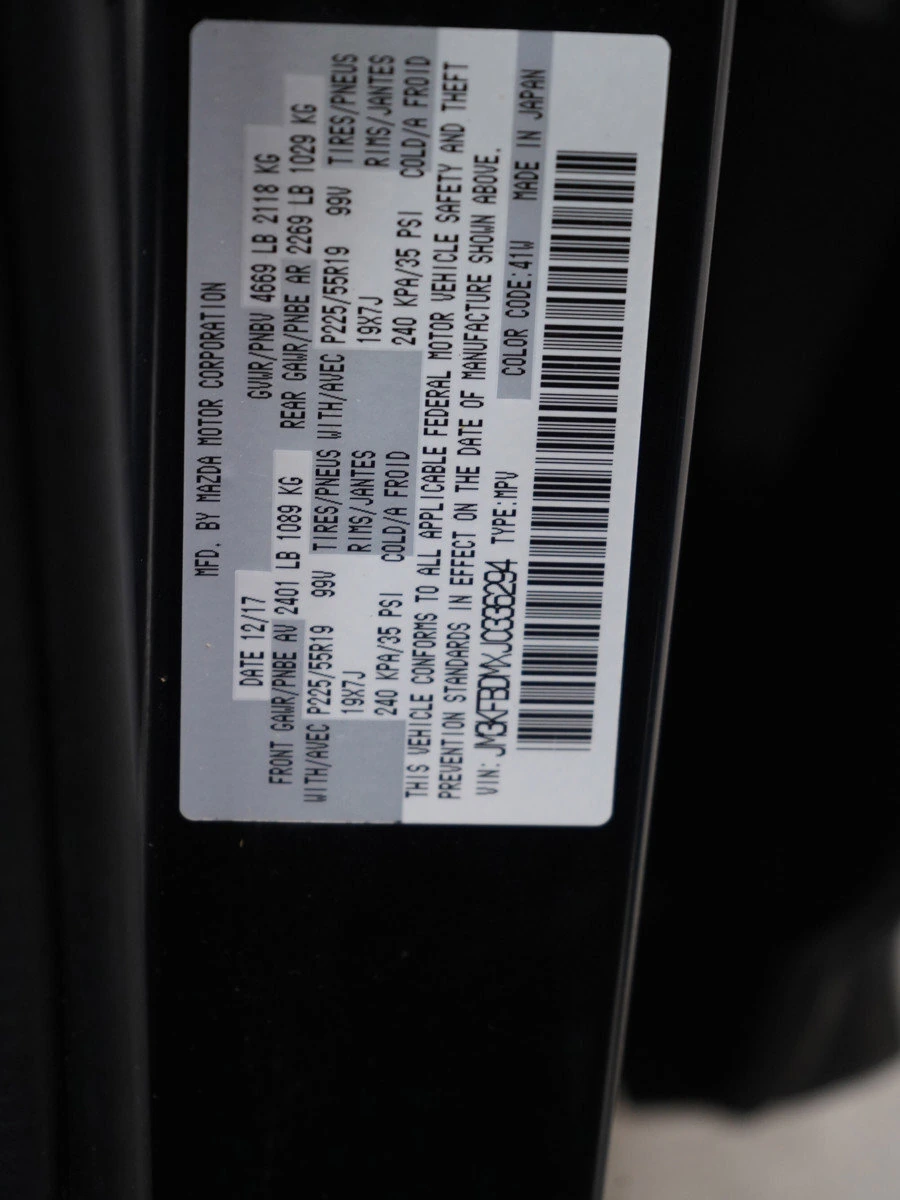 MFD. BY MAZDA MOTOR CORPORATION
DATE 12/17 GVWR/PNBV 4669 LB 2118 KG
FRONT GAWR/PNBE AV 2401 LB 1089 KG REAR GAWR/PNBE AR 2269 LB 1029 KG
WITH/AVEC P225/55R19 99V TIRES/PNEUS WITH/AVEC P225/55R19 99V TIRES/PNEUS
19X7J RIMS/JANTES 19X7J RIMS/JANTES
240 KPA/35 PSI COLD/A FROID 240 KPA/35 PSI COLD/A FROID
THIS VEHICLE CONFORMS TO ALL APPLICABLE FEDERAL MOTOR VEHICLE SAFETY AND THEFT
PREVENTION STANDARDS IN EFFECT ON THE DATE OF MANUFACTURE SHOWN ABOVE.
VIN: JM3KFBDMXJ0336294 TYPE:MPV COLOR CODE:41W MADE IN JAPAN